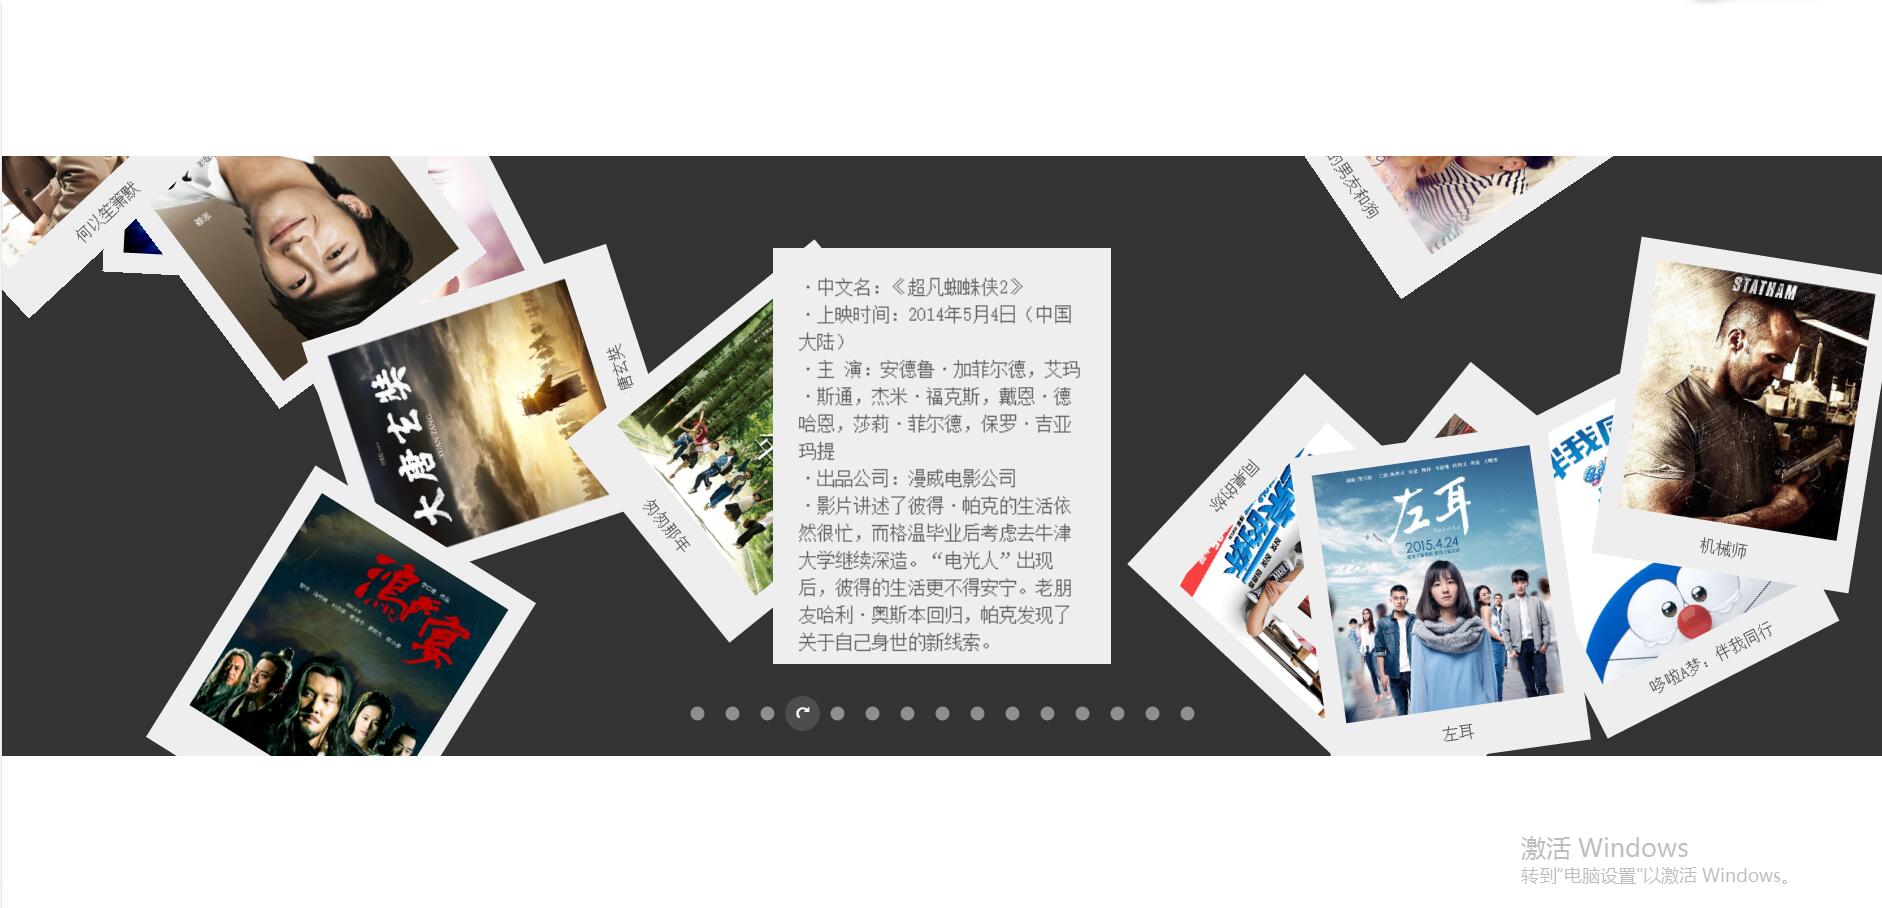 何以笙箫默
的男友和狗
·中文名：《超凡蜘蛛侠2》
·上映时间：2014年5月4日（中国
大陆）
·主 演：安德鲁·加菲尔德，艾玛
·斯通，杰米·福克斯，戴恩·德
哈恩，莎莉·菲尔德，保罗·吉亚
玛提
·出品公司：漫威电影公司
·影片讲述了彼得·帕克的生活依
然很忙，而格温毕业后考虑去牛津
大学继续深造。“电光人”出现
后，彼得的生活更不得安宁。老朋
友哈利·奥斯本回归，帕克发现了
关于自己身世的新线索。
大唐玄奘
XUAN ZANG
唐玄奘
匆匆那年
鸿门宴
同桌的妳
左耳
2015.4.24
左耳
STATHAM
机械师
哆啦A梦：伴我同行
激活 Windows
转到“电脑设置”以激活 Windows。